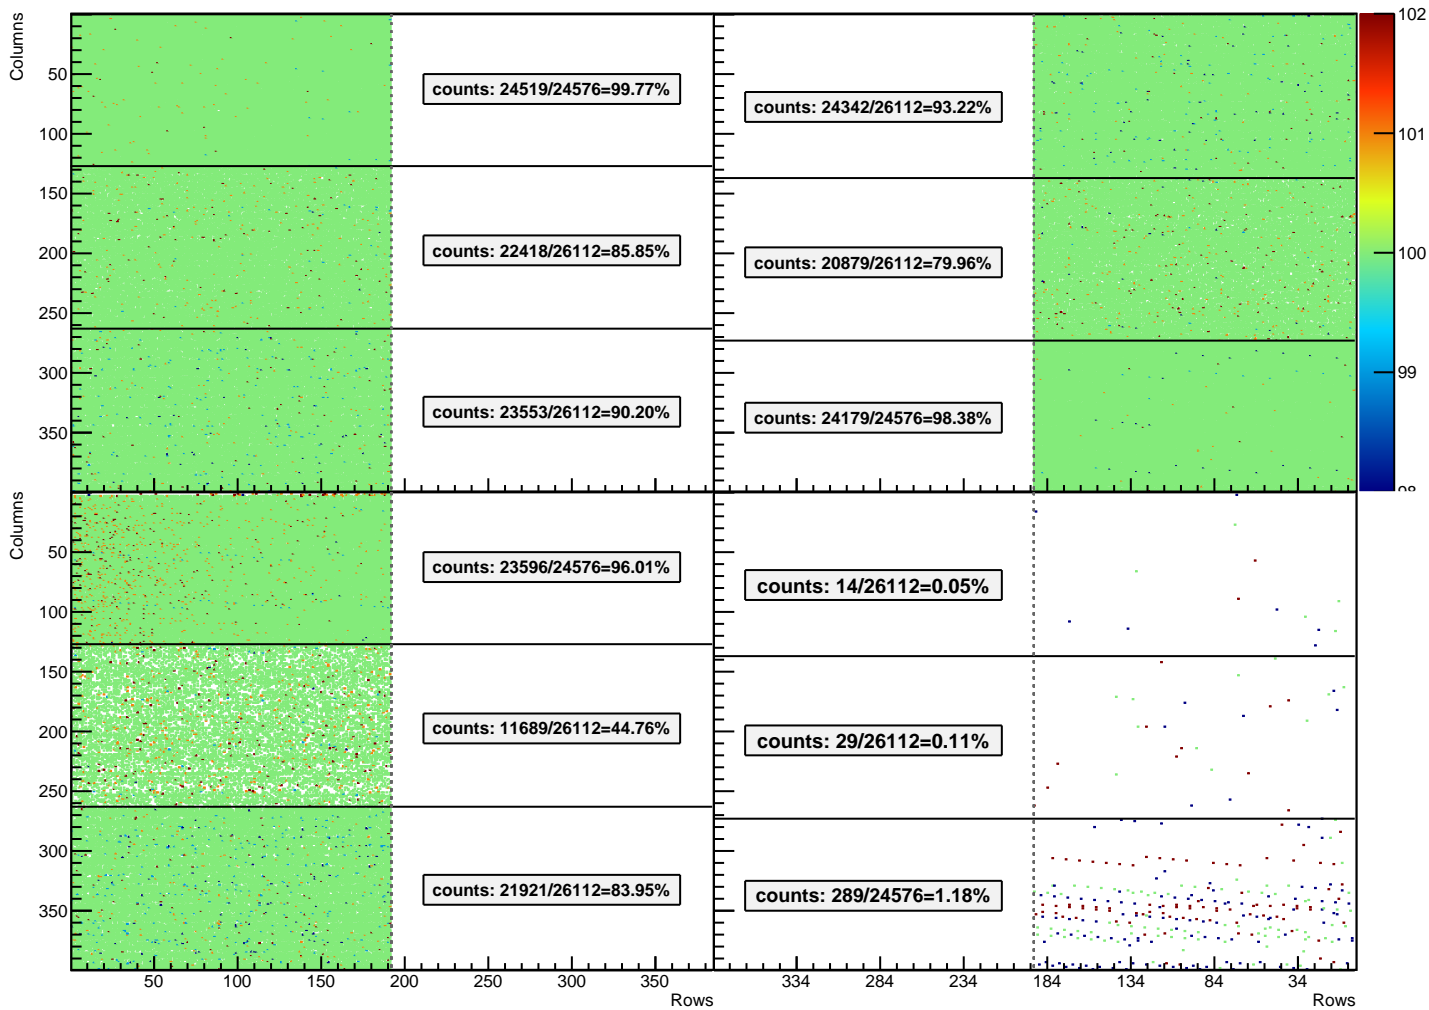 Columns
50
100
150
200
250
300
350
counts: 24519/24576=99.77%
counts: 22418/26112=85.85%
counts: 23553/26112=90.20%
counts: 24342/26112=93.22%
counts: 20879/26112=79.96%
counts: 24179/24576=98.38%
102
101
100
99
98
Columns
50
100
150
200
250
300
350
counts: 23596/24576=96.01%
counts: 11689/26112=44.76%
counts: 21921/26112=83.95%
counts: 14/26112=0.05%
counts: 29/26112=0.11%
counts: 289/24576=1.18%
50 100 150 200 250 300 350
Rows
334 284 234 184 134 84 34
Rows